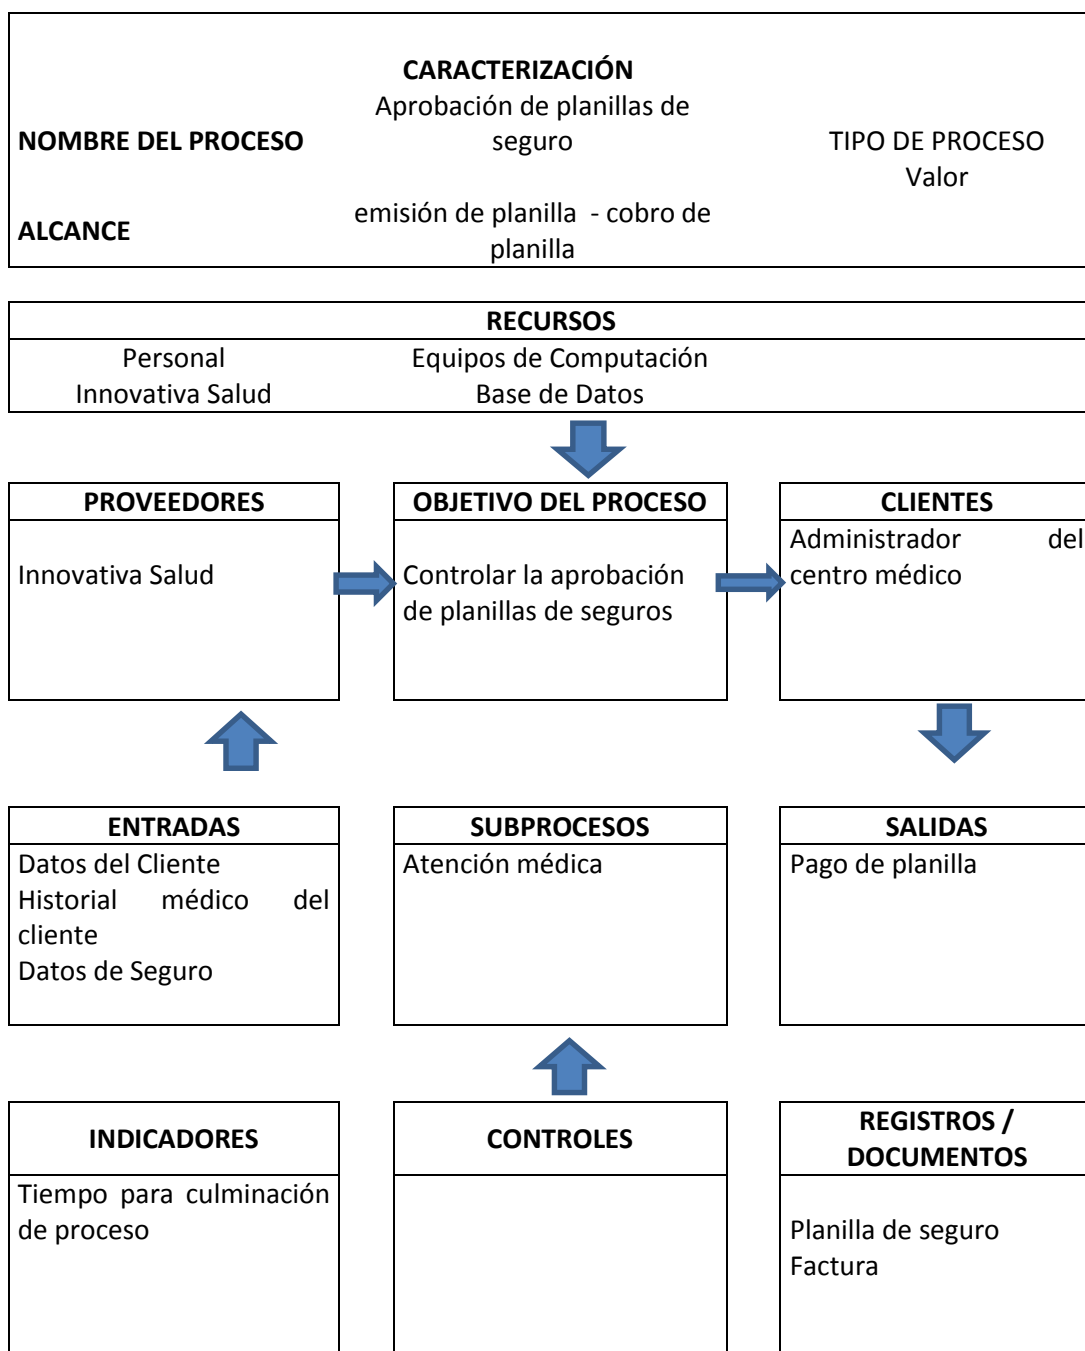 CARACTERIZACIÓN
NOMBRE DEL PROCESO
Aprobación de planillas de
seguro
TIPO DE PROCESO
Valor
ALCANCE
emisión de planilla - cobro de
planilla
RECURSOS
Personal
Innovativa Salud
Equipos de Computación
Base de Datos
PROVEEDORES
Innovativa Salud
OBJETIVO DEL PROCESO
Controlar la aprobación
de planillas de seguros
CLIENTES
Administrador del
centro médico
ENTRADAS
Datos del Cliente
Historial médico del
cliente
Datos de Seguro
SUBPROCESOS
Atención médica
SALIDAS
Pago de planilla
INDICADORES
Tiempo para culminación
de proceso
CONTROLES
REGISTROS /
DOCUMENTOS
Planilla de seguro
Factura